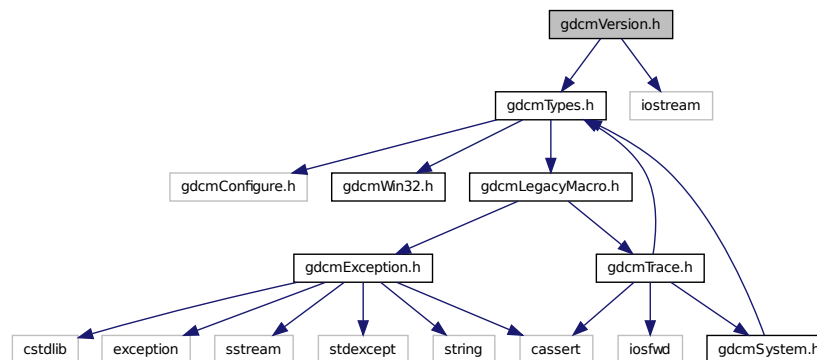 gdcmVersion.h
gdcmTypes.h
iostream
gdcmConfigure.h
gdcmWin32.h
gdcmLegacyMacro.h
gdcmException.h
gdcmTrace.h
cstdlib
exception
sstream
stdexcept
string
cassert
iosfwd
gdcmSystem.h